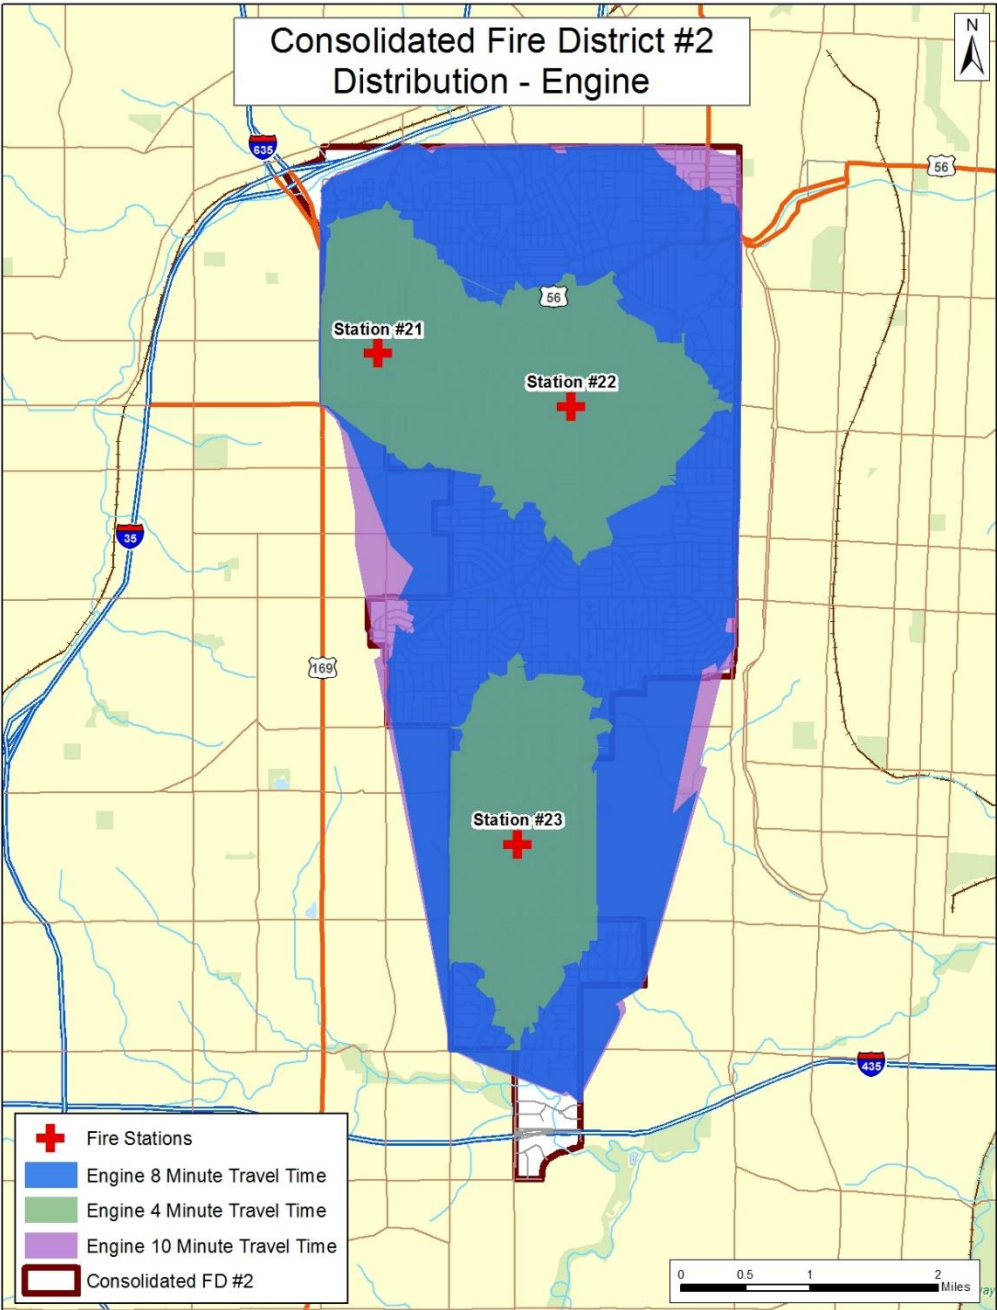 Consolidated Fire District #2
Distribution - Engine
N
635
56
56
Station #21
Station #22
35
169
Station #23
435
Fire Stations
Engine 8 Minute Travel Time
Engine 4 Minute Travel Time
Engine 10 Minute Travel Time
Consolidated FD #2
0 0.5 1 2
Miles